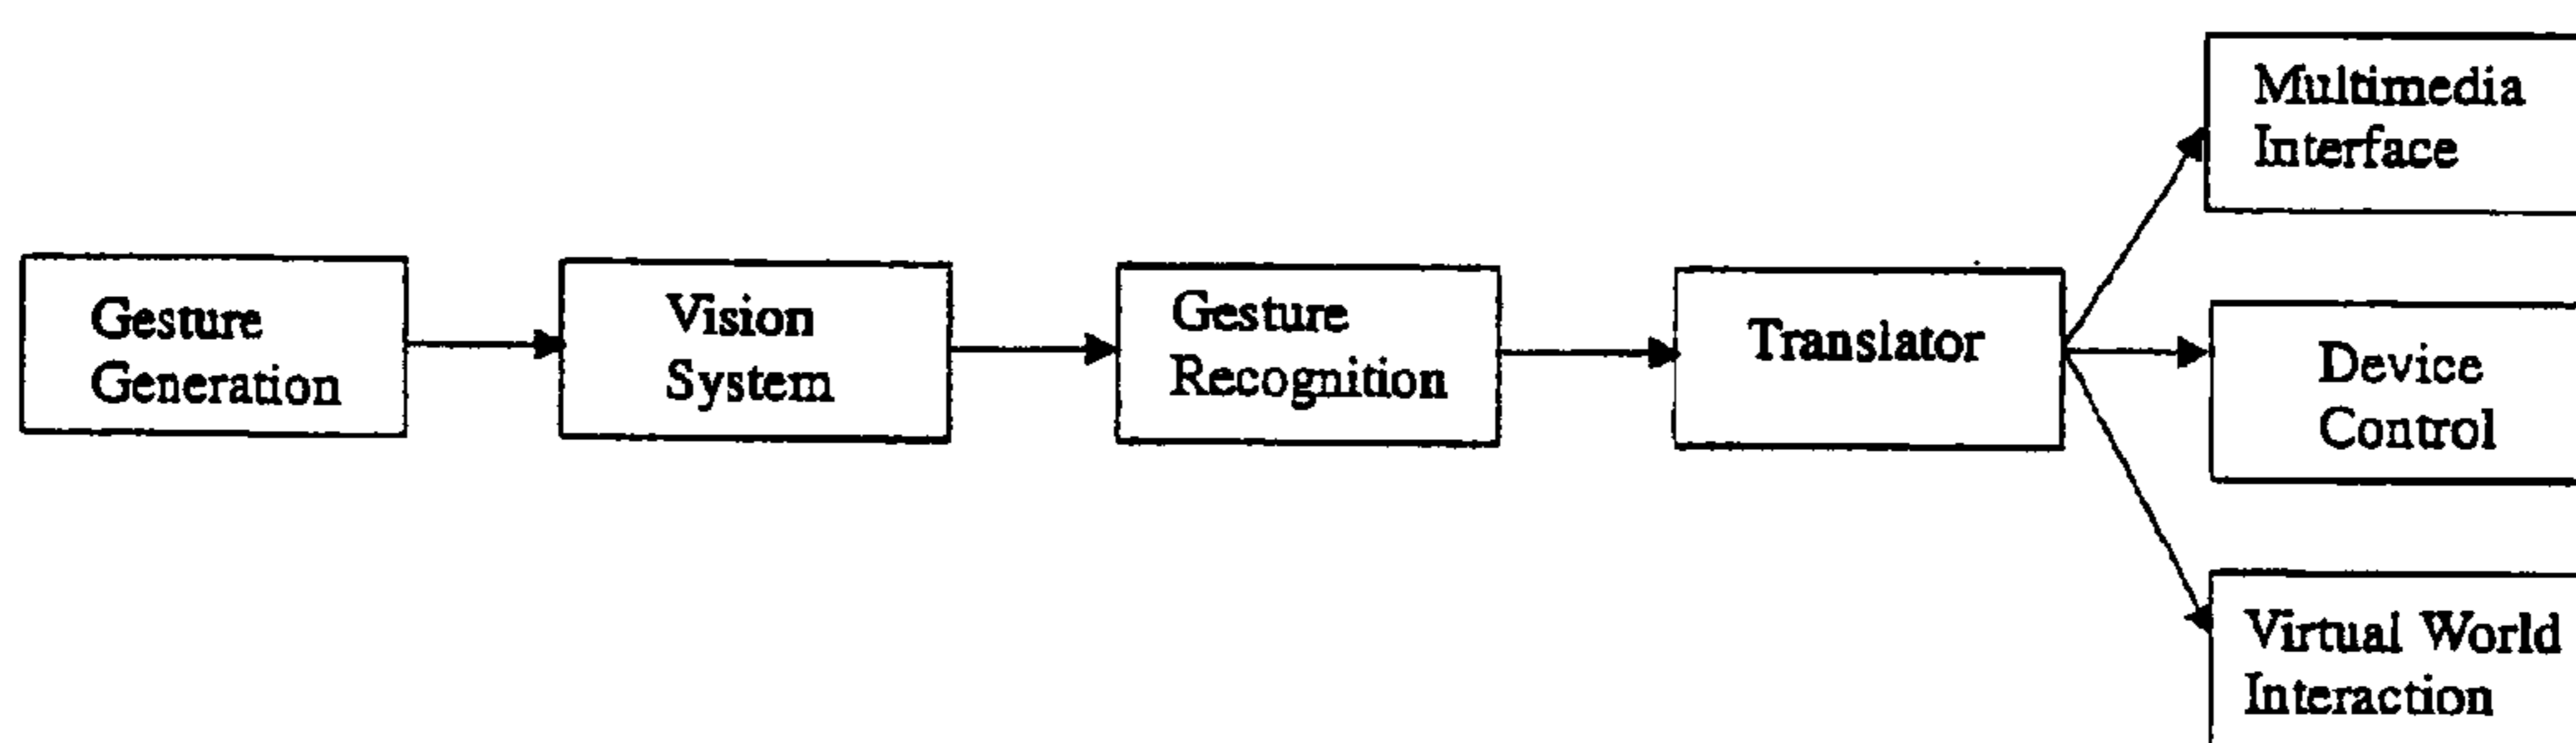 Gesture
Generation
Vision
System
Gesture
Recognition
Translator
Multimedia
Interface
Device
Control
Virtual World
Interaction